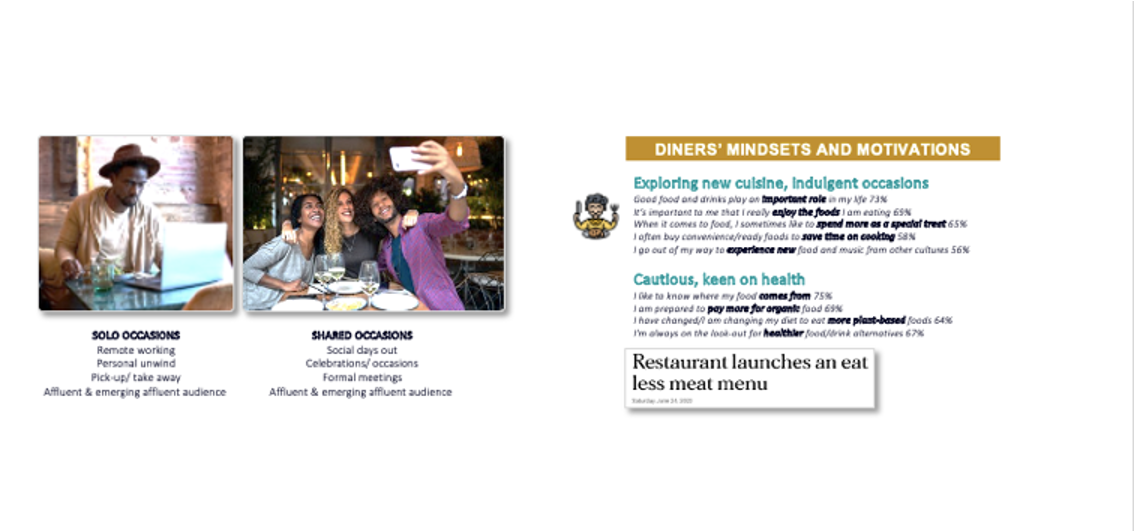 SOLO OCCASIONS
Remote working
Personal unwind
Pick-up/ take away
Affluent & emerging affluent audience
SHARED OCCASIONS
Social days out
Celebrations/ occasions
Formal meetings
Affluent & emerging affluent audience
DINERS' MINDSETS AND MOTIVATIONS
Exploring new cuisine, indulgent occasions
Good food and drinks play an important role in my life 73%
It's important to me that I really enjoy the foods I am eating 69%
When it comes to food, I sometimes like to spend more as a special treet 65%
I often buy convenience/ready foods to save time on cooking 58%
I go out of my way to experience new food and music from other cultures 56%
Cautious, keen on health
I like to know where my food comes from 75%
I am prepared to pay more for organic food 69%
I have changed/I am changing my diet to eat more plant-based foods 64%
I'm always on the look-out for healthier food/drink alternatives 67%
Restaurant launches an eat
less meat menu
Saturday June 24,